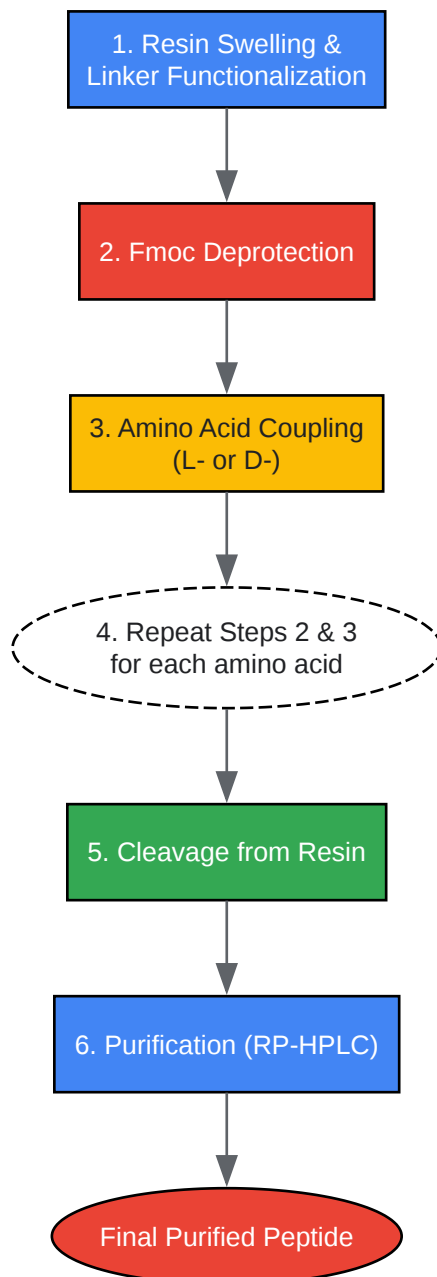 1. Resin Swelling &
Linker Functionalization
2. Fmoc Deprotection
3. Amino Acid Coupling
(L- or D-)
4. Repeat Steps 2 & 3
for each amino acid
5. Cleavage from Resin
6. Purification (RP-HPLC)
Final Purified Peptide